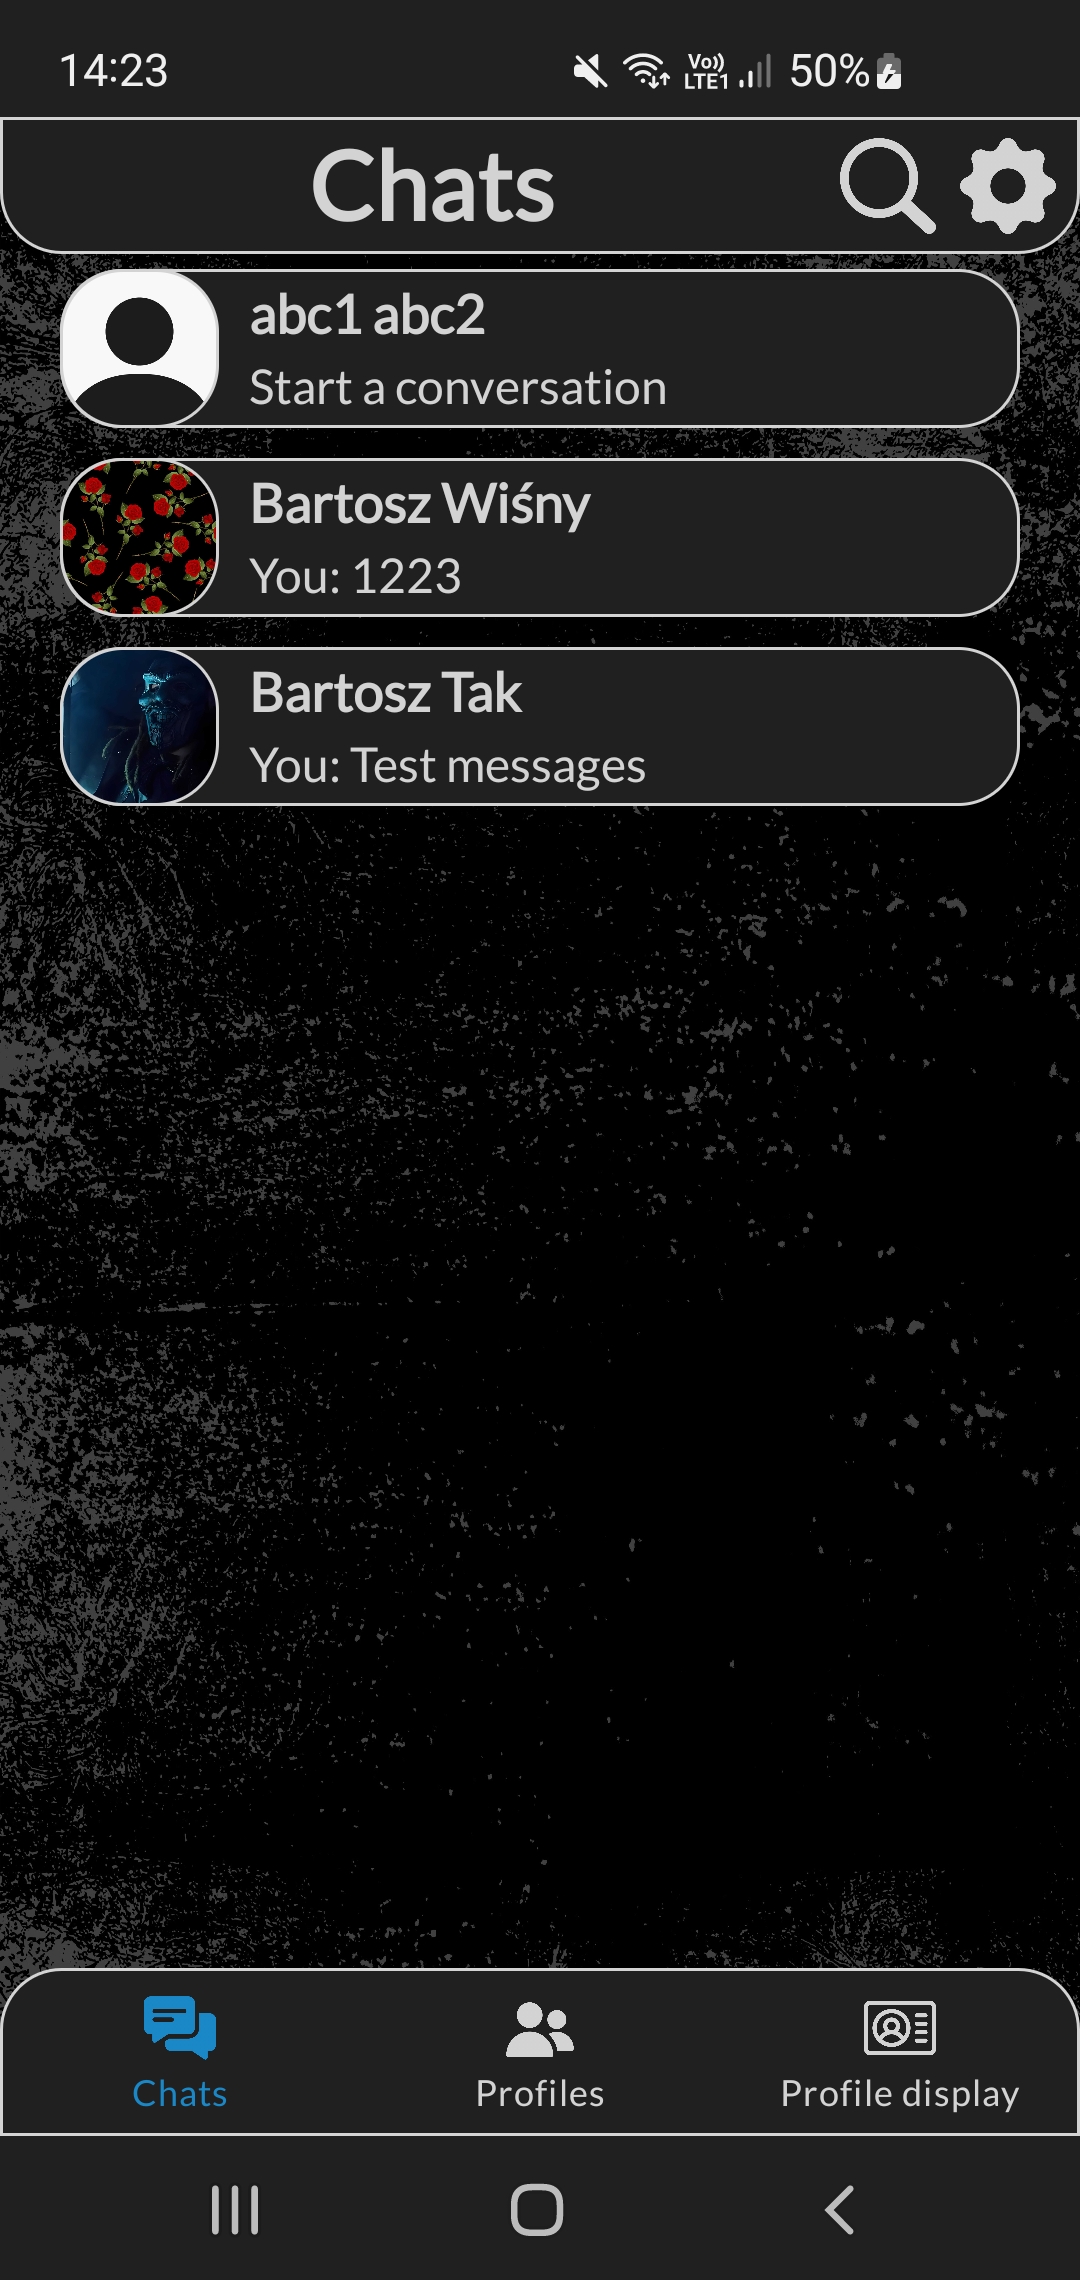 14:23
Vo))
LTE1
50%
Chats
abc1 abc2
Start a conversation
Bartosz Wiśny
You: 1223
Bartosz Tak
You: Test messages
Chats
Profiles
Profile display